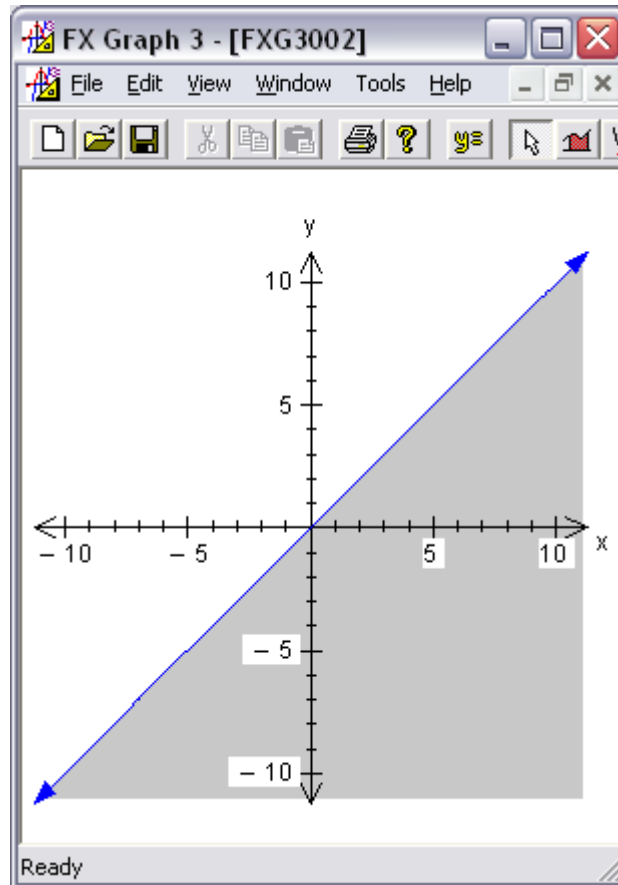 FX Graph 3 - [FXG3002]
File Edit View Window Tools Help
y=
y
10
5
– 10 – 5 5 10 x
– 5
– 10
Ready